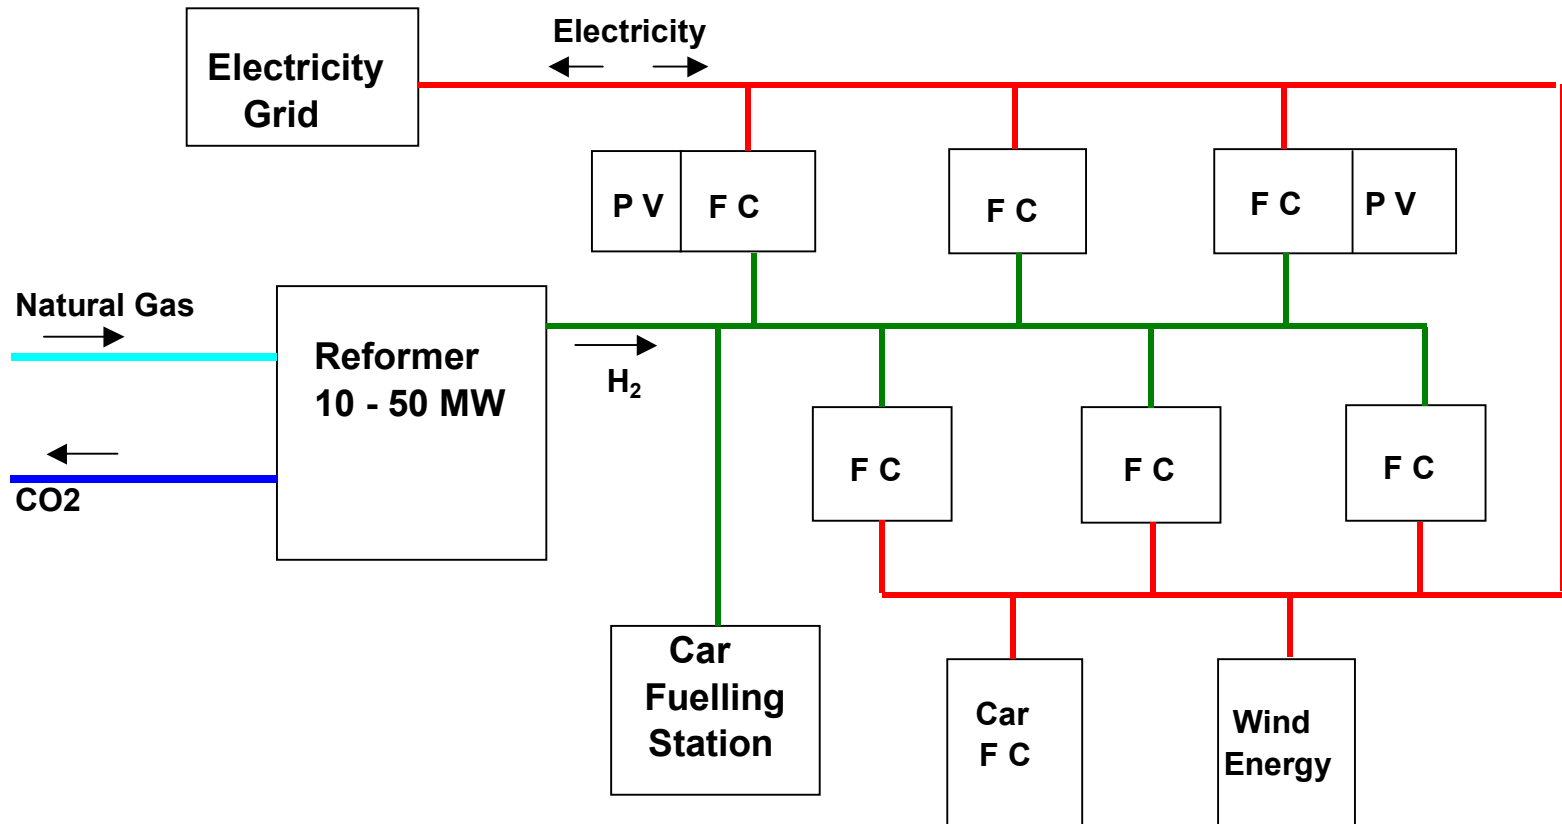 Electricity
Electricity
Grid
P V
F C
F C
F C
P V
Natural Gas
Reformer
10 - 50 MW
H₂
CO2
F C
F C
F C
Car
Fuelling
Station
Car
F C
Wind
Energy